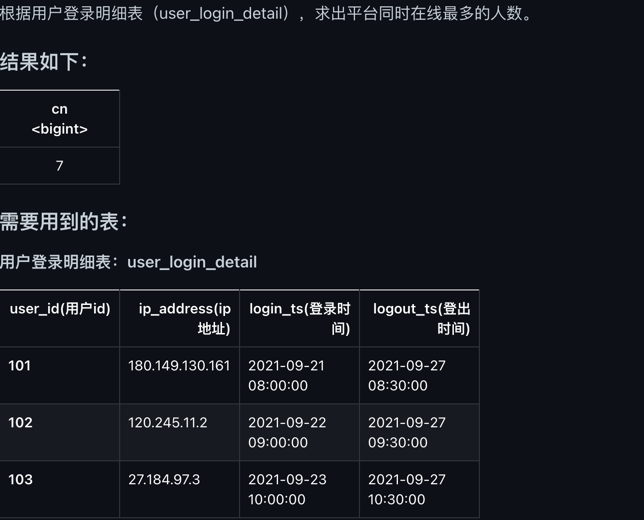 根据用户登录明细表（user_login_detail），求出平台同时在线最多的人数。
结果如下：
cn
<bigint>
7
需要用到的表：
用户登录明细表：user_login_detail
user_id(用户id)
ip_address(ip
地址)
login_ts(登录时
间)
logout_ts(登出
时间)
101
180.149.130.161
2021-09-21
08:00:00
2021-09-27
08:30:00
102
120.245.11.2
2021-09-22
09:00:00
2021-09-27
09:30:00
103
27.184.97.3
2021-09-23
10:00:00
2021-09-27
10:30:00